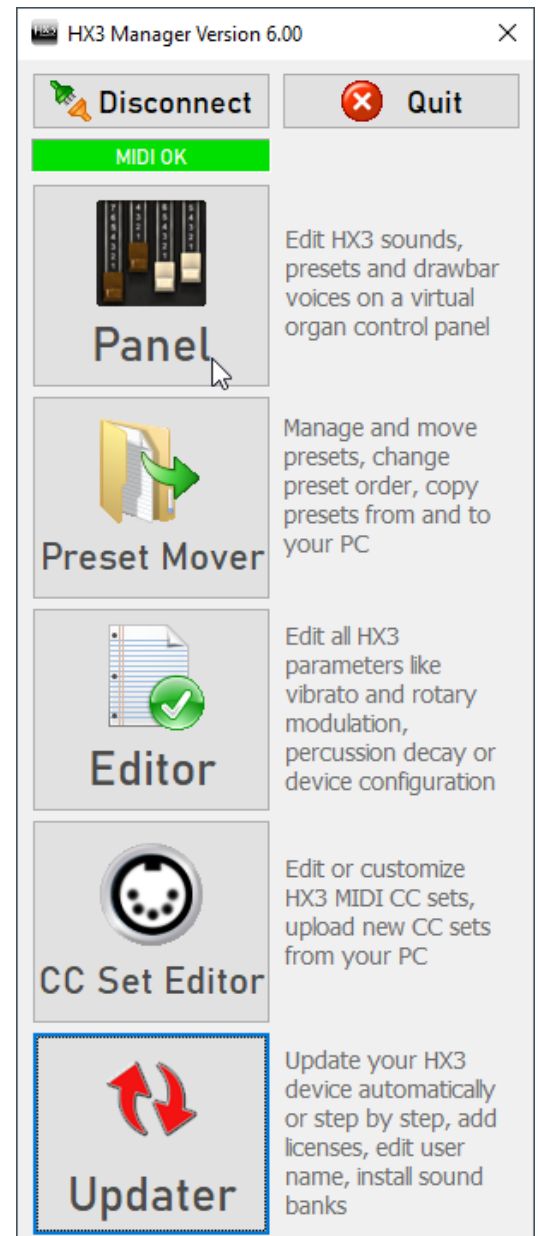 HX3 Manager Version 6.00
Disconnect
Quit
MIDI OK
Panel
Edit HX3 sounds,
presets and drawbar
voices on a virtual
organ control panel
Preset Mover
Manage and move
presets, change
preset order, copy
presets from and to
your PC
Editor
Edit all HX3
parameters like
vibrato and rotary
modulation,
percussion decay or
device configuration
CC Set Editor
Edit or customize
HX3 MIDI CC sets,
upload new CC sets
from your PC
Updater
Update your HX3
device automatically
or step by step, add
licenses, edit user
name, install sound
banks